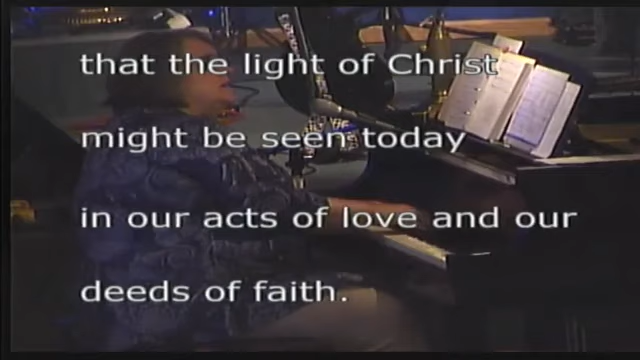 that the light of Christ
might be seen today
in our acts of love and our
deeds of faith.